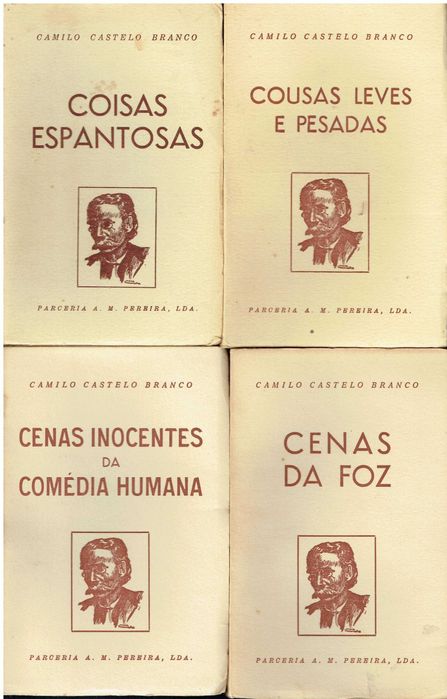 CAMILO CASTELO BRANCO
COISAS
ESPANTOSAS
PARCERIA A. M. PEREIRA, LDA.
CAMILO CASTELO BRANCO
COUSAS LEVES
E PESADAS
PARCERIA A. M. PEREIRA, LDA.
CAMILO CASTELO BRANCO
CENAS INOCENTES
DA
COMÉDIA HUMANA
PARCERIA A. M. PEREIRA, LDA.
CAMILO CASTELO BRANCO
CENAS
DA FOZ
PARCERIA A. M. PEREIRA, LDA.